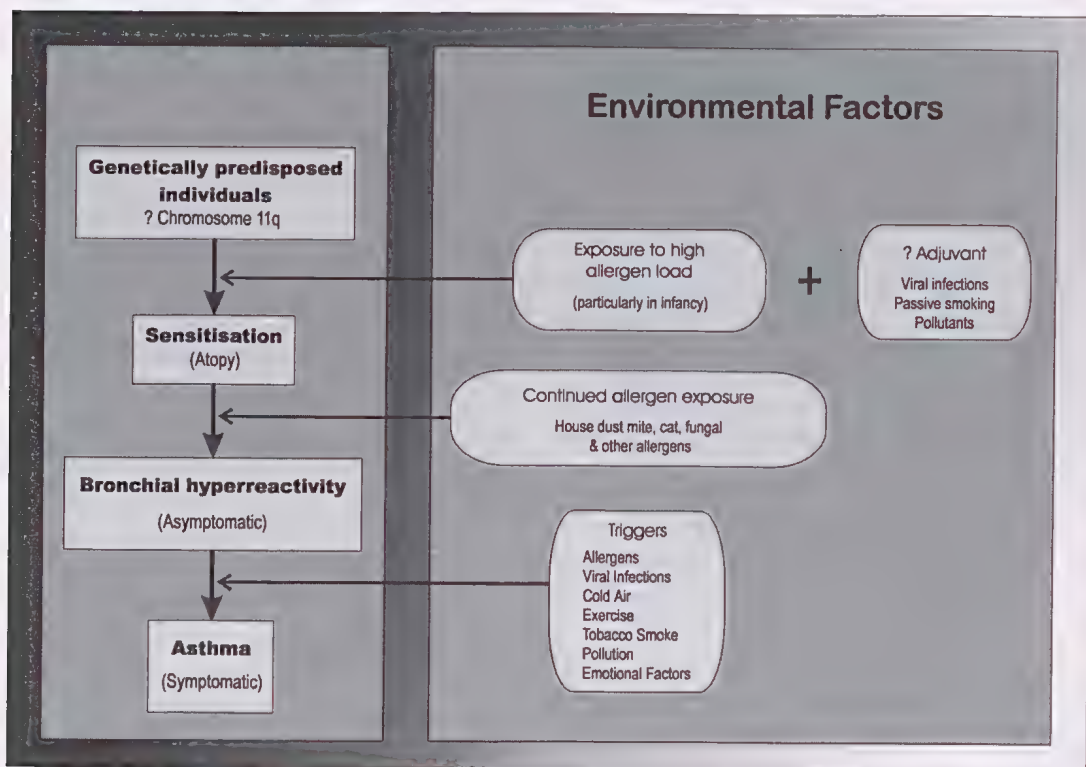 Environmental Factors
Genetically predisposed
individuals
? Chromosome 11q
Exposure to high
allergen load
(particularly in infancy)
+
? Adjuvant
Viral infections
Passive smoking
Pollutants
Sensitisation
(Atopy)
Continued allergen exposure
House dust mite, cat, fungal
& other allergens
Bronchial hyperreactivity
(Asymptomatic)
Triggers
Allergens
Viral Infections
Cold Air
Exercise
Tobacco Smoke
Pollution
Emotional Factors
Asthma
(Symptomatic)